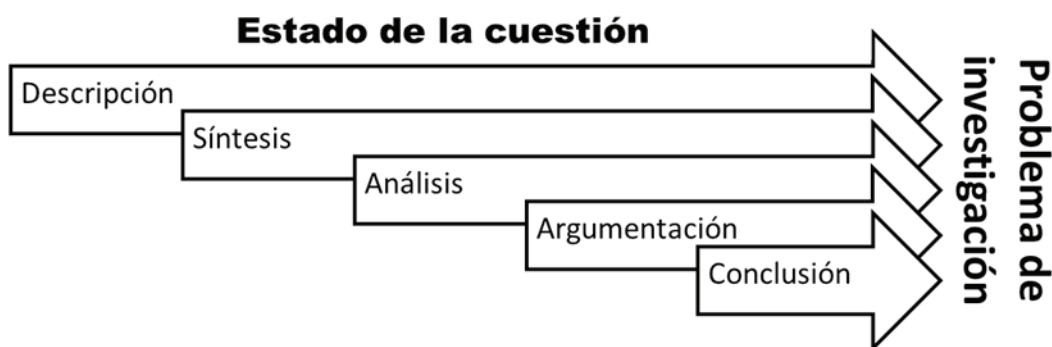 Estado de la cuestión
Descripción
Síntesis
Análisis
Argumentación
Conclusión
Problema de
investigación